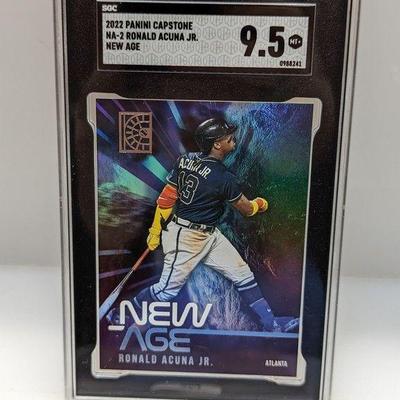 SGC
2022 PANINI CAPSTONE
NA-2 RONALD ACUNA JR.
NEW AGE
9.5 MT+
0988241
ACUÑA JR.
13
NEW
AGE
RONALD ACUNA JR.
ATLANTA